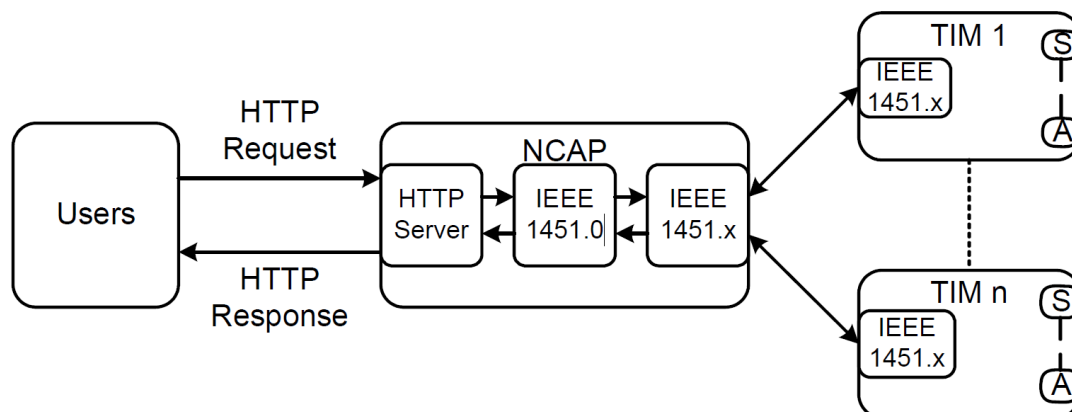 HTTP
Request
Users
HTTP
Response
NCAP
HTTP
Server
IEEE
1451.0
IEEE
1451.x
TIM 1
IEEE
1451.x
S
A
TIM n
IEEE
1451.x
S
A